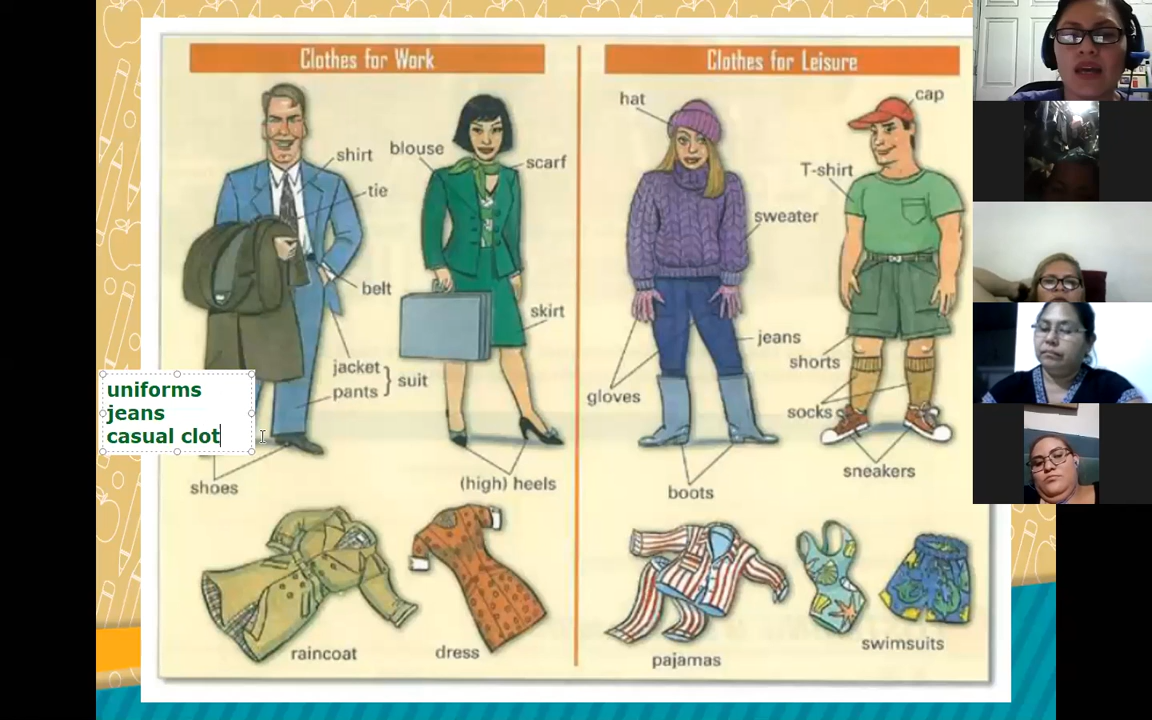 Clothes for Work
Clothes for Leisure
hat
cap
shirt
blouse
scarf
T-shirt
tie
sweater
belt
skirt
jeans
jacket
pants
suit
shorts
gloves
socks
uniforms
jeans
casual clot
shoes
(high) heels
boots
sneakers
raincoat
dress
pajamas
swimsuits